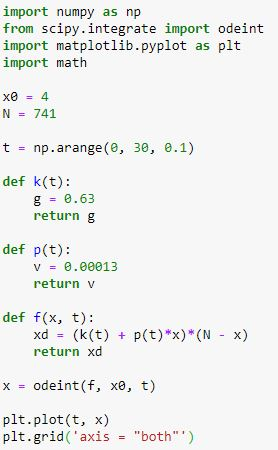 import numpy as np
from scipy.integrate import odeint
import matplotlib.pyplot as plt
import math
x0 = 4
N = 741
t = np.arange(0, 30, 0.1)
def k(t):
    g = 0.63
    return g
def p(t):
    v = 0.00013
    return v
def f(x, t):
    xd = (k(t) + p(t)*x)*(N - x)
    return xd
x = odeint(f, x0, t)
plt.plot(t, x)
plt.grid('axis = "both"')